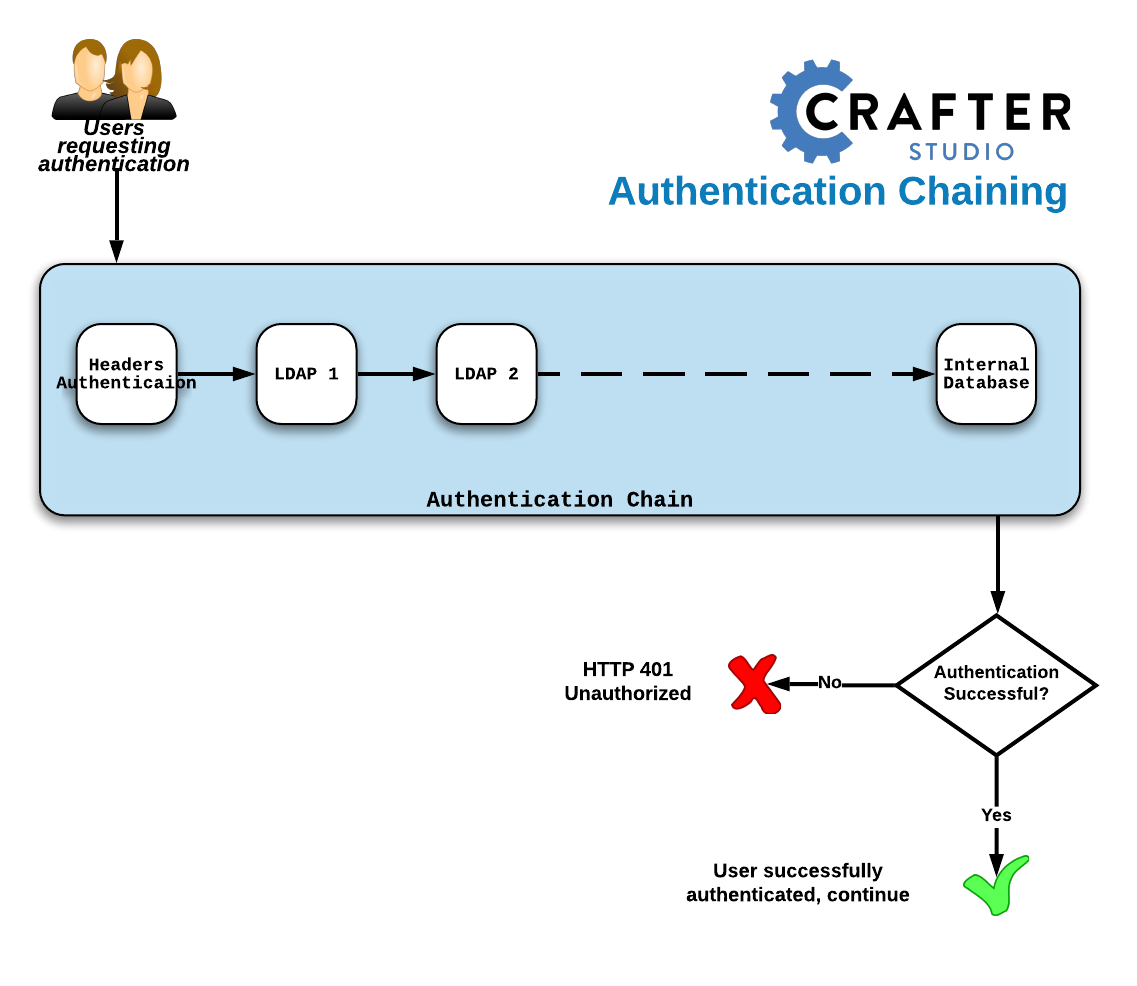 Users
requesting
authentication
CRAFTER
STUDIO
Authentication Chaining
Headers
Authenticaion
LDAP 1
LDAP 2
Internal
Database
Authentication Chain
Authentication
Successful?
No
HTTP 401
Unauthorized
Yes
User successfully
authenticated, continue